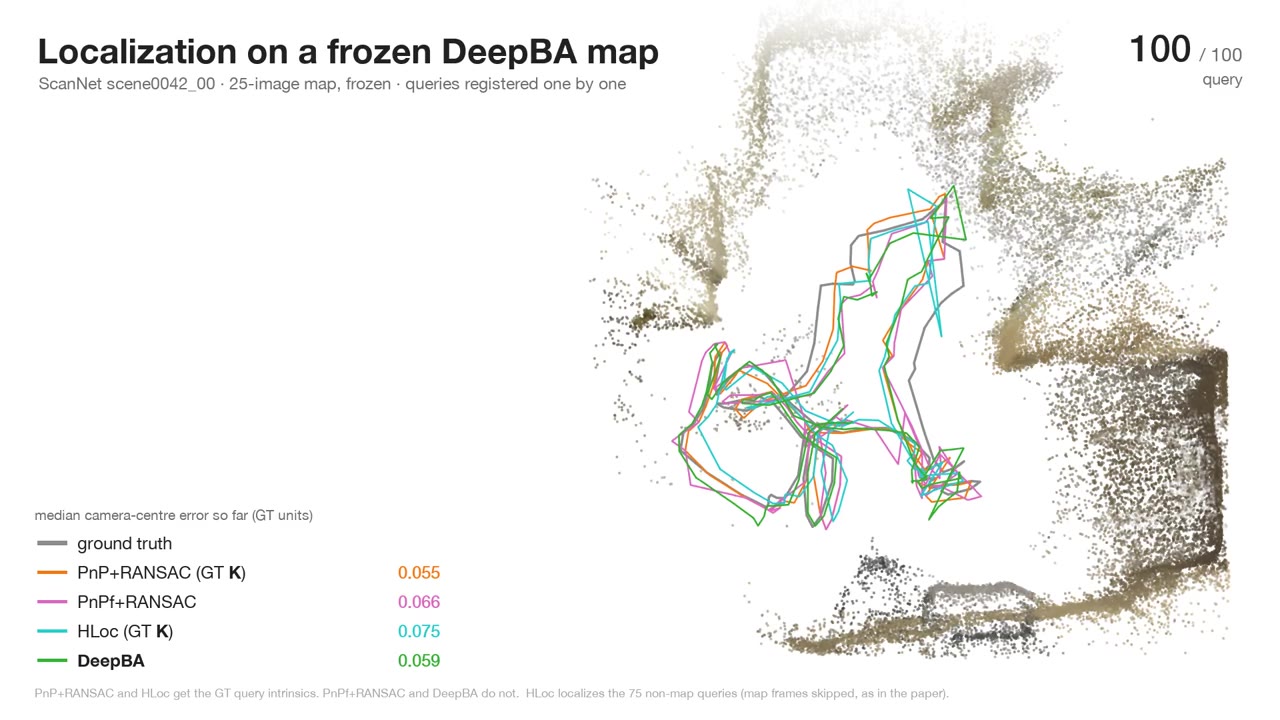 Localization on a frozen DeepBA map
ScanNet scene0042_00 · 25-image map, frozen · queries registered one by one
100 / 100
query
median camera-centre error so far (GT units)
ground truth
PnP+RANSAC (GT K) 0.055
PnPf+RANSAC 0.066
HLoc (GT K) 0.075
DeepBA 0.059
PnP+RANSAC and HLoc get the GT query intrinsics. PnPf+RANSAC and DeepBA do not. HLoc localizes the 75 non-map queries (map frames skipped, as in the paper).